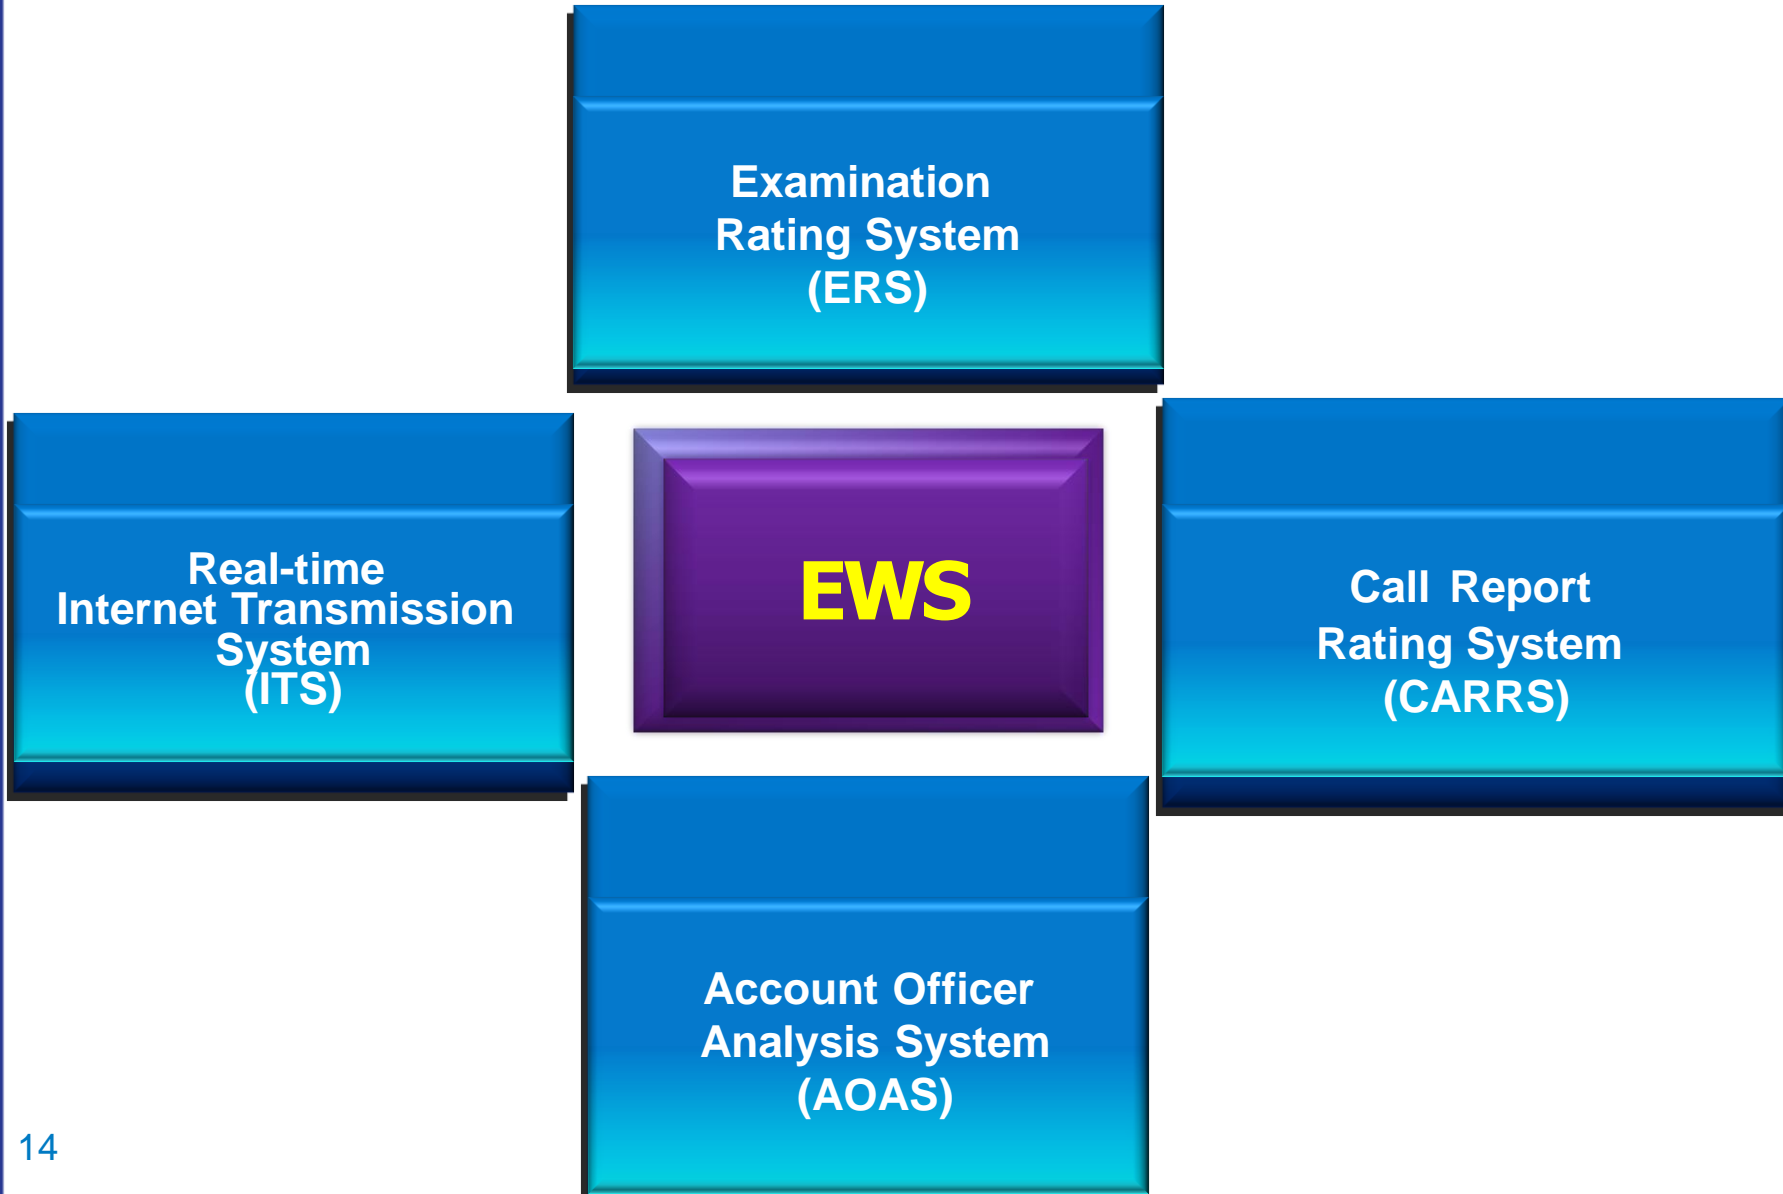 Examination
Rating System
(ERS)
Real-time
Internet Transmission
System
(ITS)
EWS
Call Report
Rating System
(CARRS)
Account Officer
Analysis System
(AOAS)
14